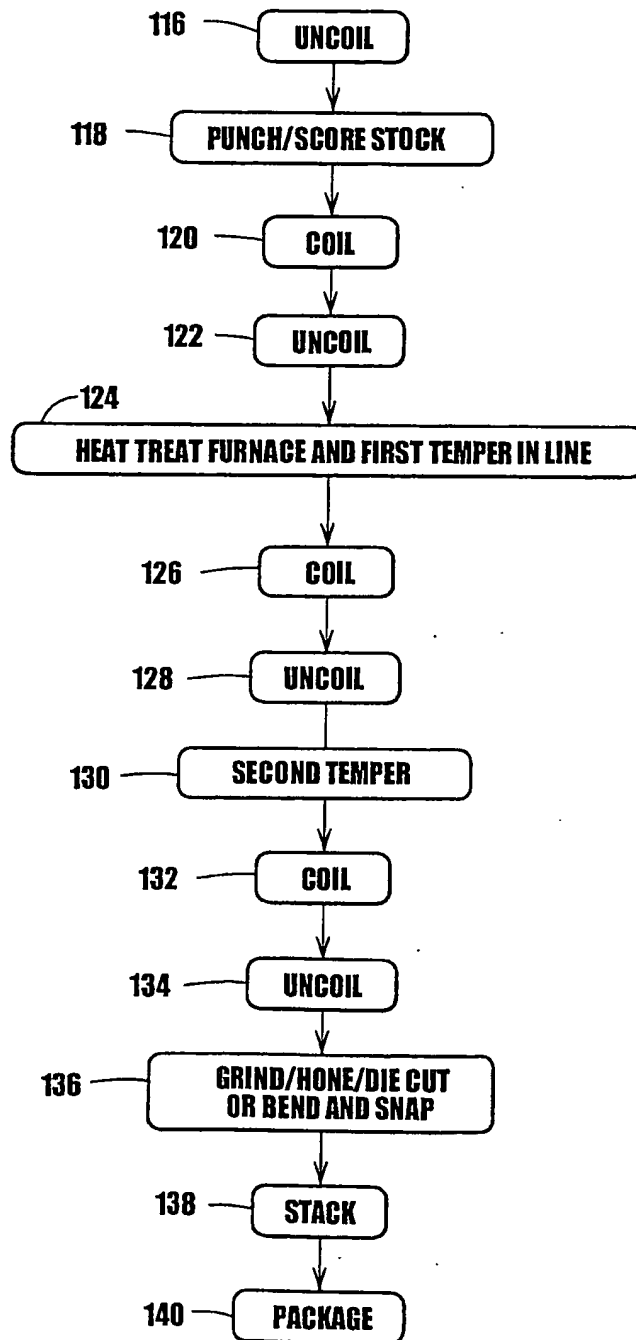 116
UNCOIL
118
PUNCH/SCORE STOCK
120
COIL
122
UNCOIL
124
HEAT TREAT FURNACE AND FIRST TEMPER IN LINE
126
COIL
128
UNCOIL
130
SECOND TEMPER
132
COIL
134
UNCOIL
136
GRIND/HONE/DIE CUT
OR BEND AND SNAP
138
STACK
140
PACKAGE